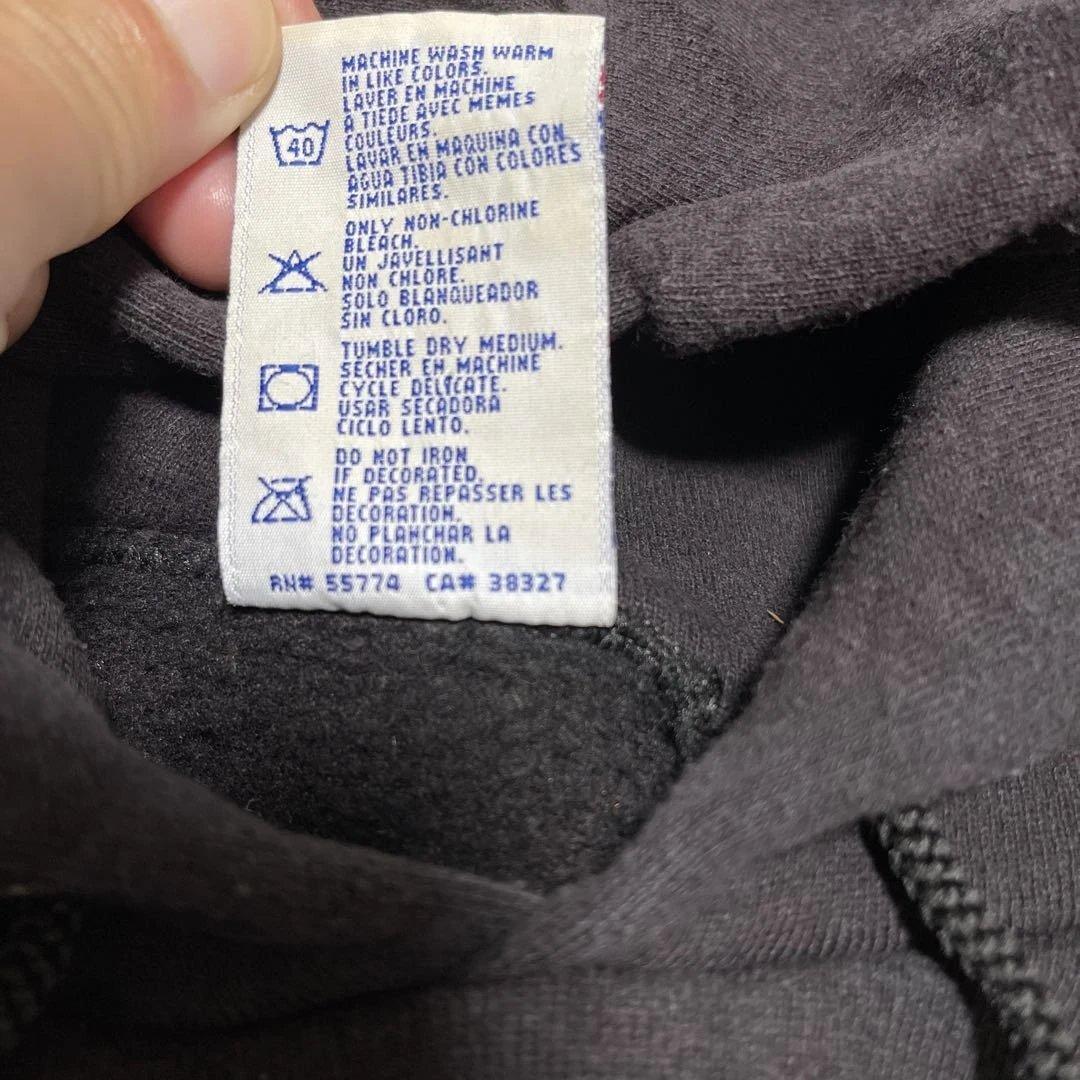 MACHINE WASH WARM
IN LIKE COLORS.
LAVER EN MACHINE
A TIEDE AVEC MEMES
COULEURS.
LAVAR EN MAQUINA CON
AGUA TIBIA CON COLORES
SIMILARES.
40
ONLY NON-CHLORINE
BLEACH.
UN JAVELLISANT
NON CHLORE.
SOLO BLANQUEADOR
SIN CLORO.
TUMBLE DRY MEDIUM.
SECHER EN MACHINE
CYCLE DELICATE.
USAR SECADORA
CICLO LENTO.
DO NOT IRON
IF DECORATED.
NE PAS REPASSER LES
DECORATION.
NO PLANCHAR LA
DECORATION.
RN# 55774 CA# 38327